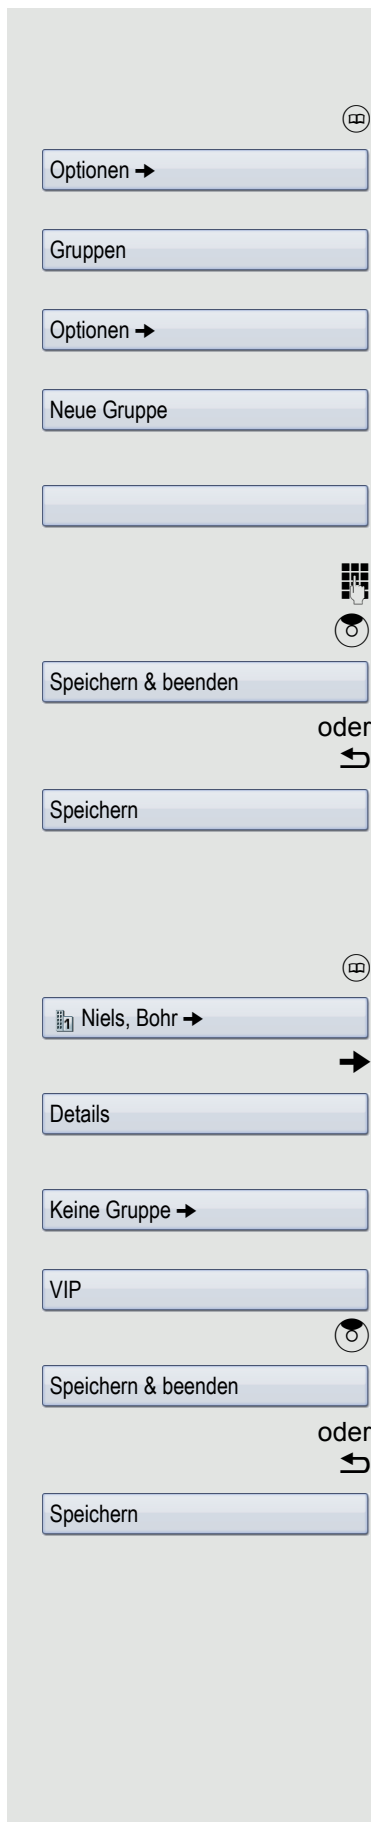 Optionen →
Gruppen
Optionen →
Neue Gruppe
Speichern & beenden
oder
Speichern
1 Niels, Bohr →
Details
Keine Gruppe →
VIP
Speichern & beenden
oder
Speichern